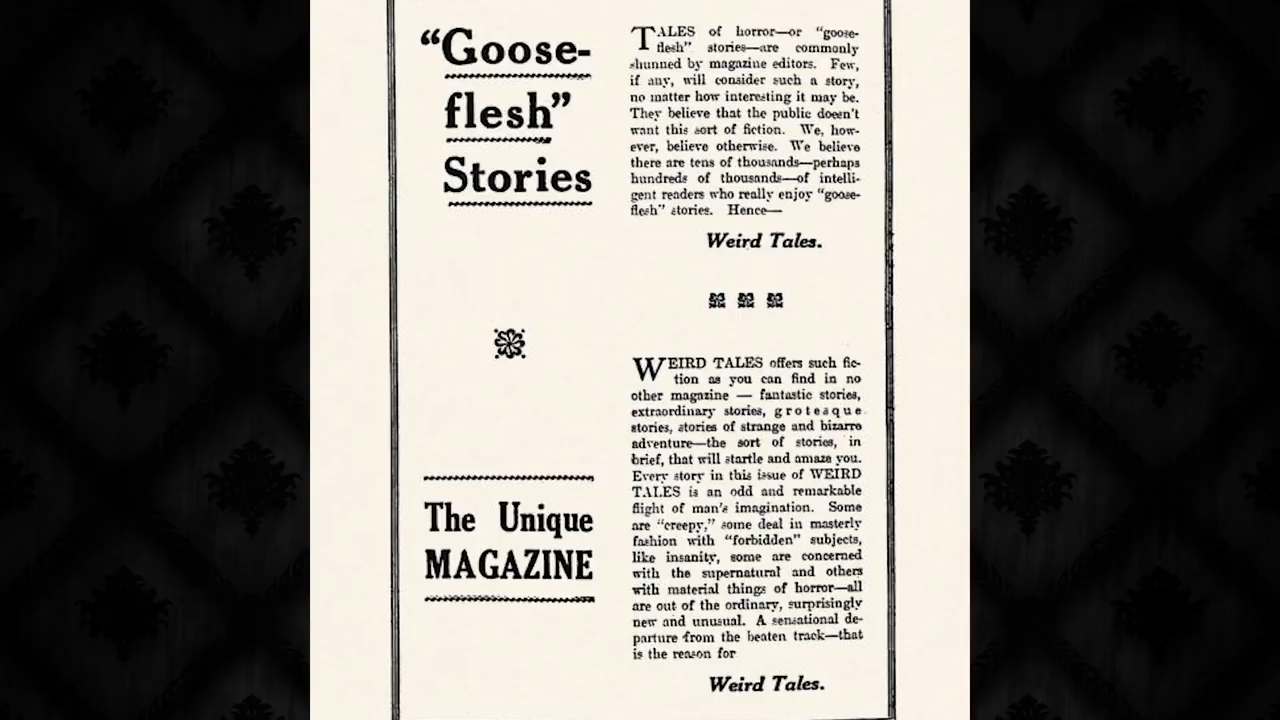 “Goose-
flesh”
Stories
TALES of horror—or “goose-
flesh” stories—are commonly
shunned by magazine editors. Few,
if any, will consider such a story,
no matter how interesting it may be.
They believe that the public doesn't
want this sort of fiction. We, how-
ever, believe otherwise. We believe
there are tens of thousands—perhaps
hundreds of thousands—of intelli-
gent readers who really enjoy “goose-
flesh” stories. Hence—
Weird Tales.
The Unique
MAGAZINE
WEIRD TALES offers such fic-
tion as you can find in no
other magazine — fantastic stories,
extraordinary stories, grotesque
stories, stories of strange and bizarre
adventure—the sort of stories, in
brief, that will startle and amaze you.
Every story in this issue of WEIRD
TALES is an odd and remarkable
flight of man's imagination. Some
are “creepy,” some deal in masterly
fashion with “forbidden” subjects,
like insanity, some are concerned
with the supernatural and others
with material things of horror—all
are out of the ordinary, surprisingly
new and unusual. A sensational de-
parture from the beaten track—that
is the reason for
Weird Tales.